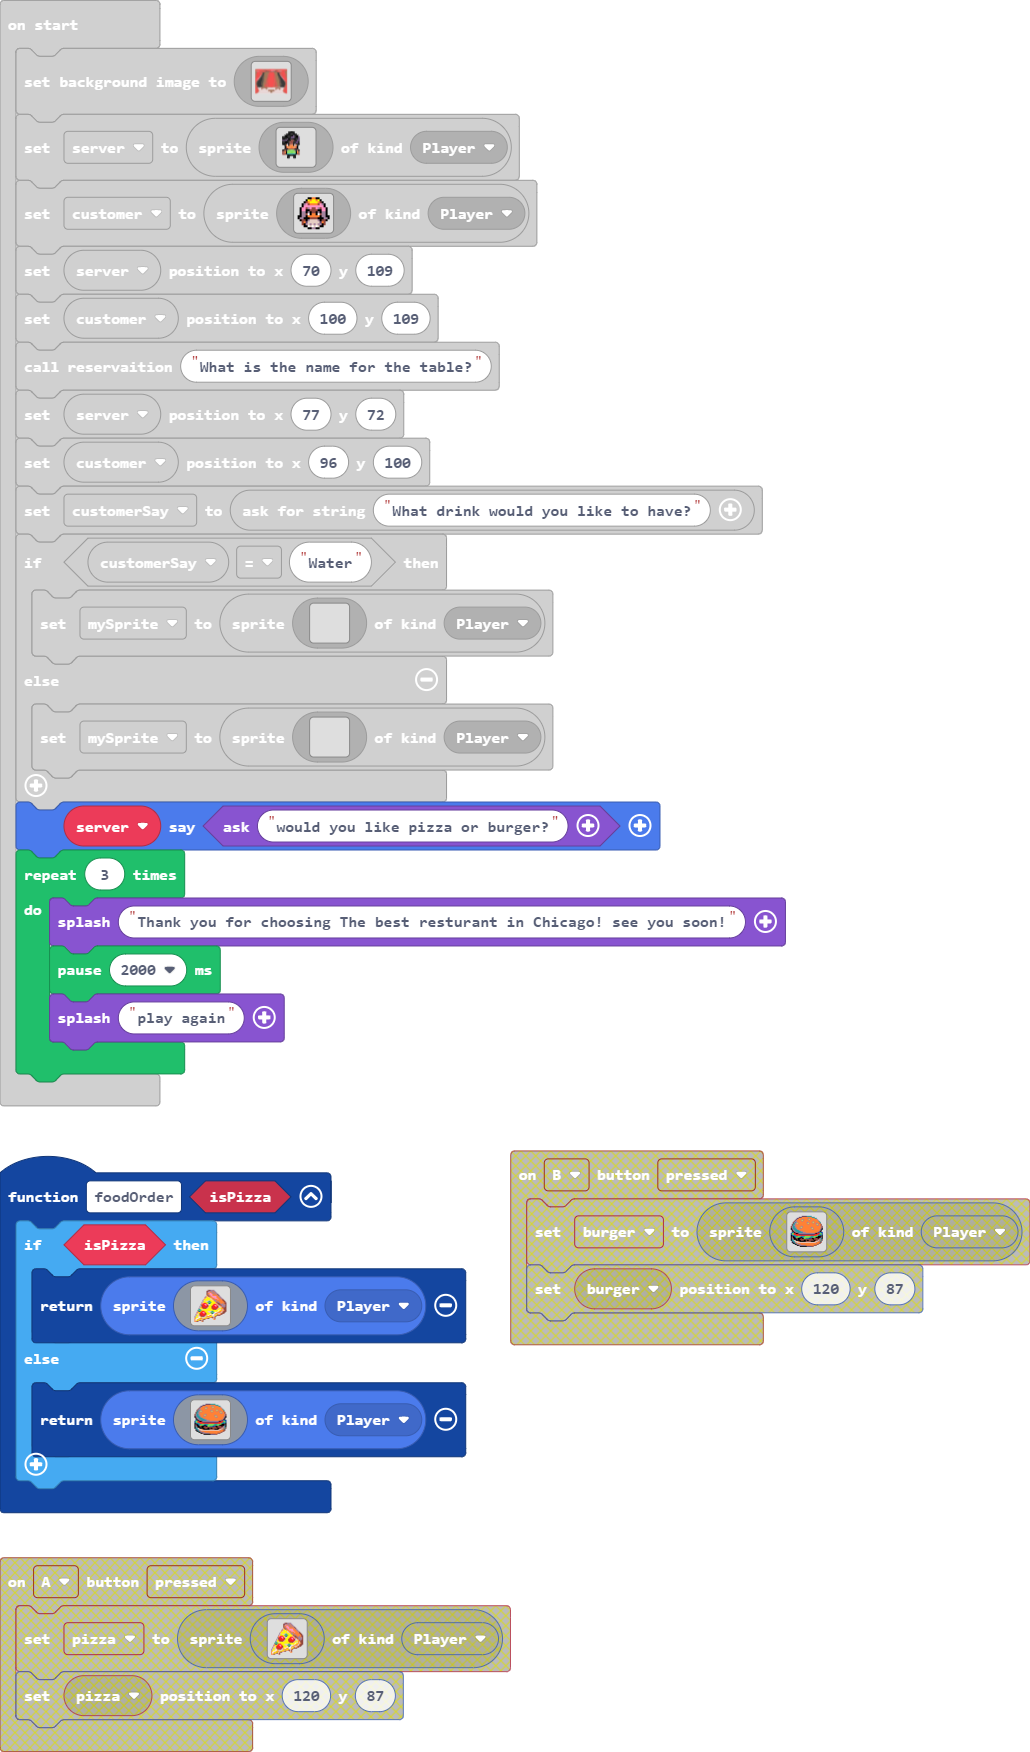 on start
set background image to
set server to sprite of kind Player
set customer to sprite of kind Player
set server position to x 70 y 109
set customer position to x 100 y 109
call reservaition "What is the name for the table?"
set server position to x 77 y 72
set customer position to x 96 y 100
set customerSay to ask for string "What drink would you like to have?"
if customerSay = "Water" then
set mySprite to sprite of kind Player
else
set mySprite to sprite of kind Player
server say ask "would you like pizza or burger?"
repeat 3 times
do
splash "Thank you for choosing The best resturant in Chicago! see you soon!"
pause 2000 ms
splash "play again"
function foodOrder isPizza
if isPizza then
return sprite of kind Player
else
return sprite of kind Player
on B button pressed
set burger to sprite of kind Player
set burger position to x 120 y 87
on A button pressed
set pizza to sprite of kind Player
set pizza position to x 120 y 87